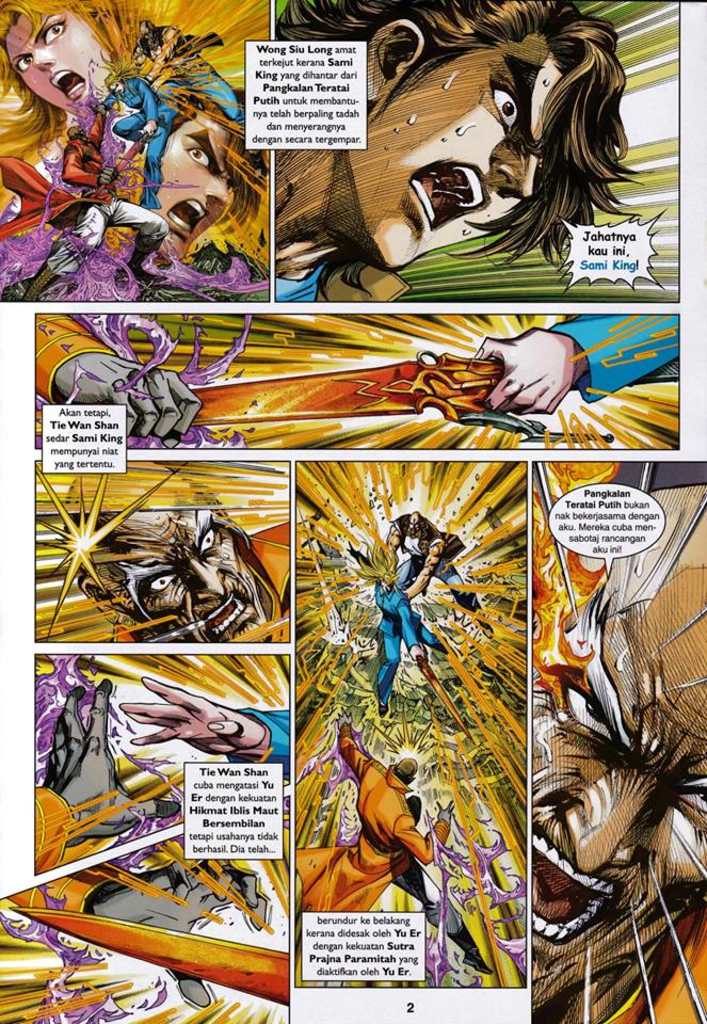 Wong Siu Long amat
terkejut kerana Sami
King yang dihantar dari
Pangkalan Teratai
Putih untuk membantu-
nya telah berpaling tadah
dan menyerangnya
dengan secara tergempar.
Jahatnya
kau ini,
Sami King!
Akan tetapi,
Tie Wan Shan
sedar Sami King
mempunyai niat
yang tertentu.
Pangkalan
Teratai Putih bukan
nak bekerjasama dengan
aku. Mereka cuba men-
sabotaj rancangan
aku ini!
Tie Wan Shan
cuba mengatasi Yu
Er dengan kekuatan
Hikmat Iblis Maut
Bersembilan
tetapi usahanya tidak
berhasil. Dia telah...
berundur ke belakang
kerana didesak oleh Yu Er
dengan kekuatan Sutra
Prajna Paramitah yang
diaktifkan oleh Yu Er.
2